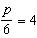 p/6 = 4